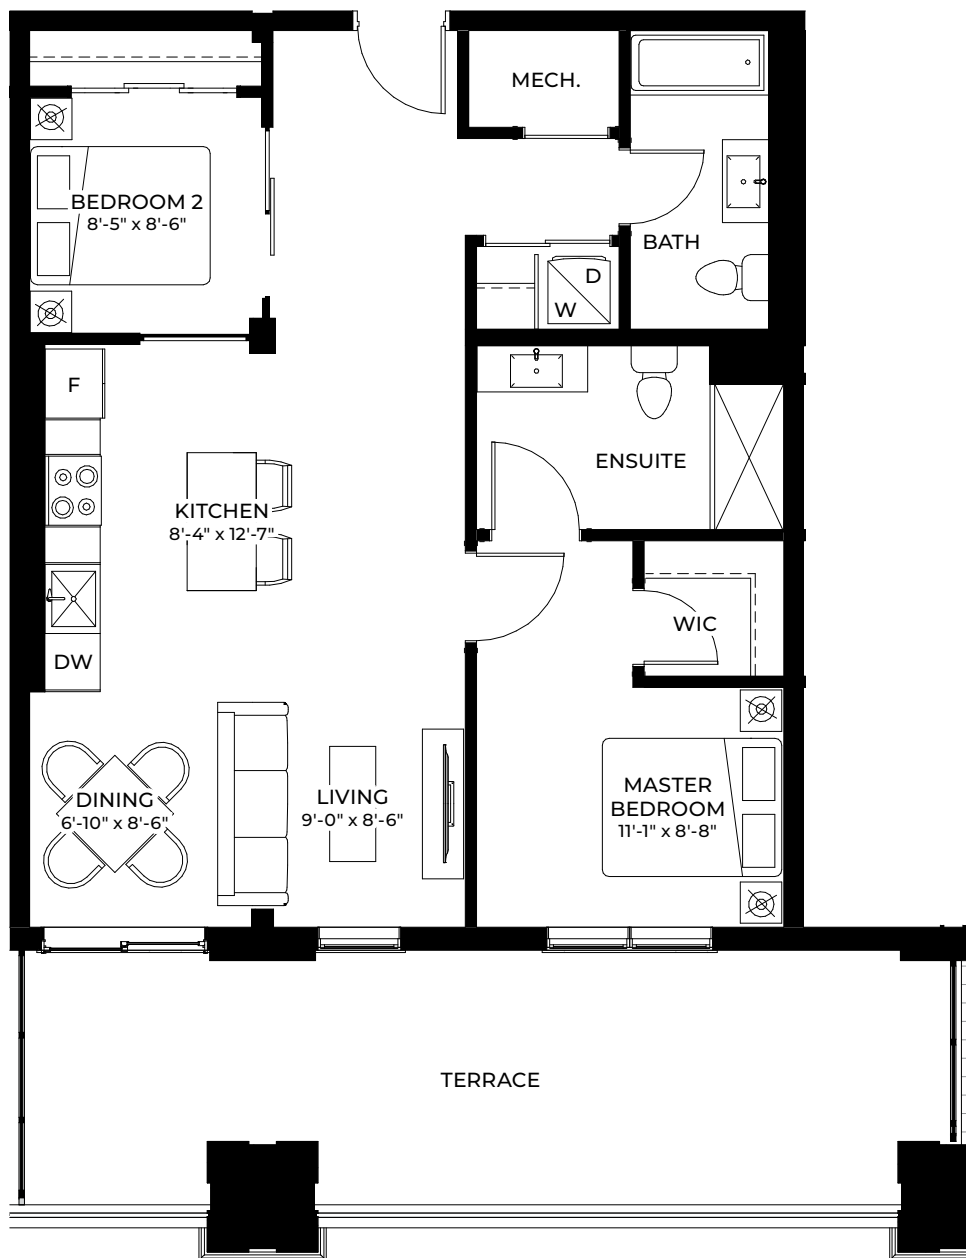 MECH.
BEDROOM 2
8'-5" x 8'-6"
BATH
D
W
F
ENSUITE
KITCHEN
8'-4" x 12'-7"
WIC
DW
DINING
6'-10" x 8'-6"
LIVING
9'-0" x 8'-6"
MASTER
BEDROOM
11'-1" x 8'-8"
TERRACE